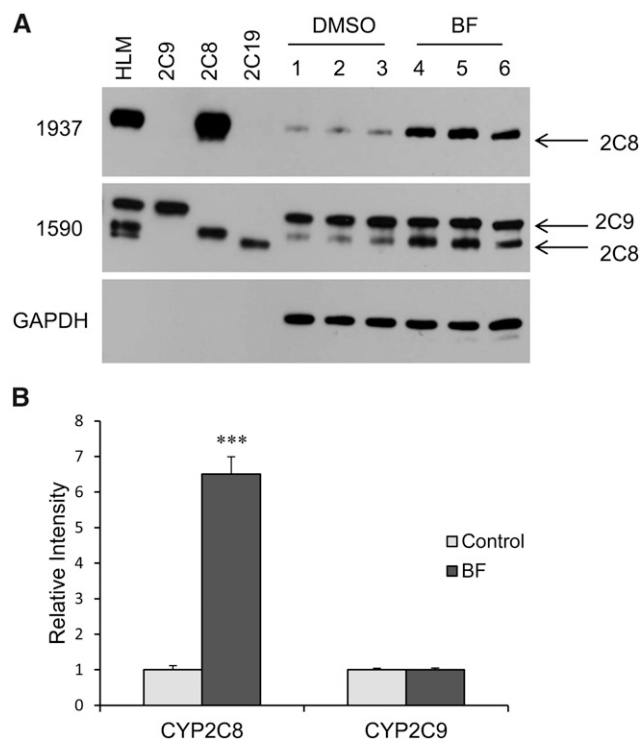 A
HLM 2C9 2C8 2C19
DMSO BF
1 2 3 4 5 6
1937
2C8
1590
2C9
2C8
GAPDH
B
8
7
6
5
4
3
2
1
0
Relative Intensity
***
Control
BF
CYP2C8 CYP2C9